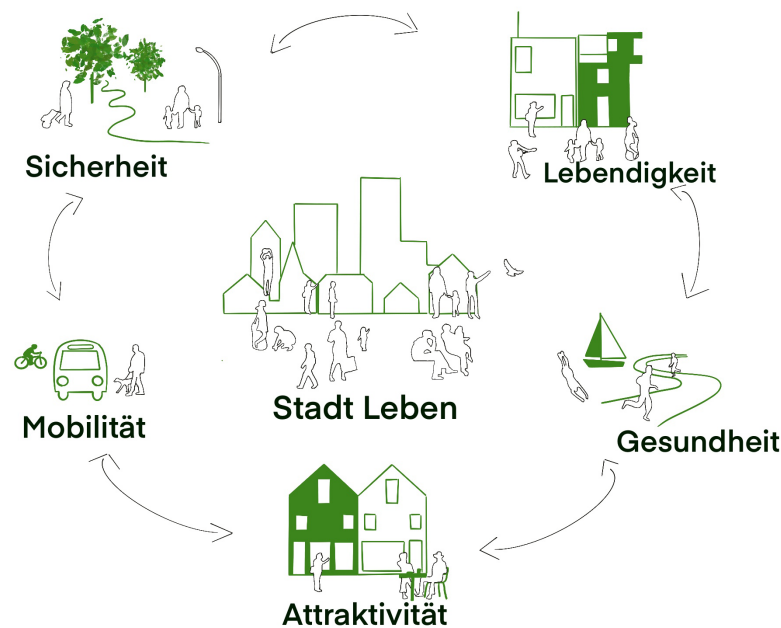 Sicherheit
Lebendigkeit
Stadt Leben
Mobilität
Gesundheit
Attraktivität